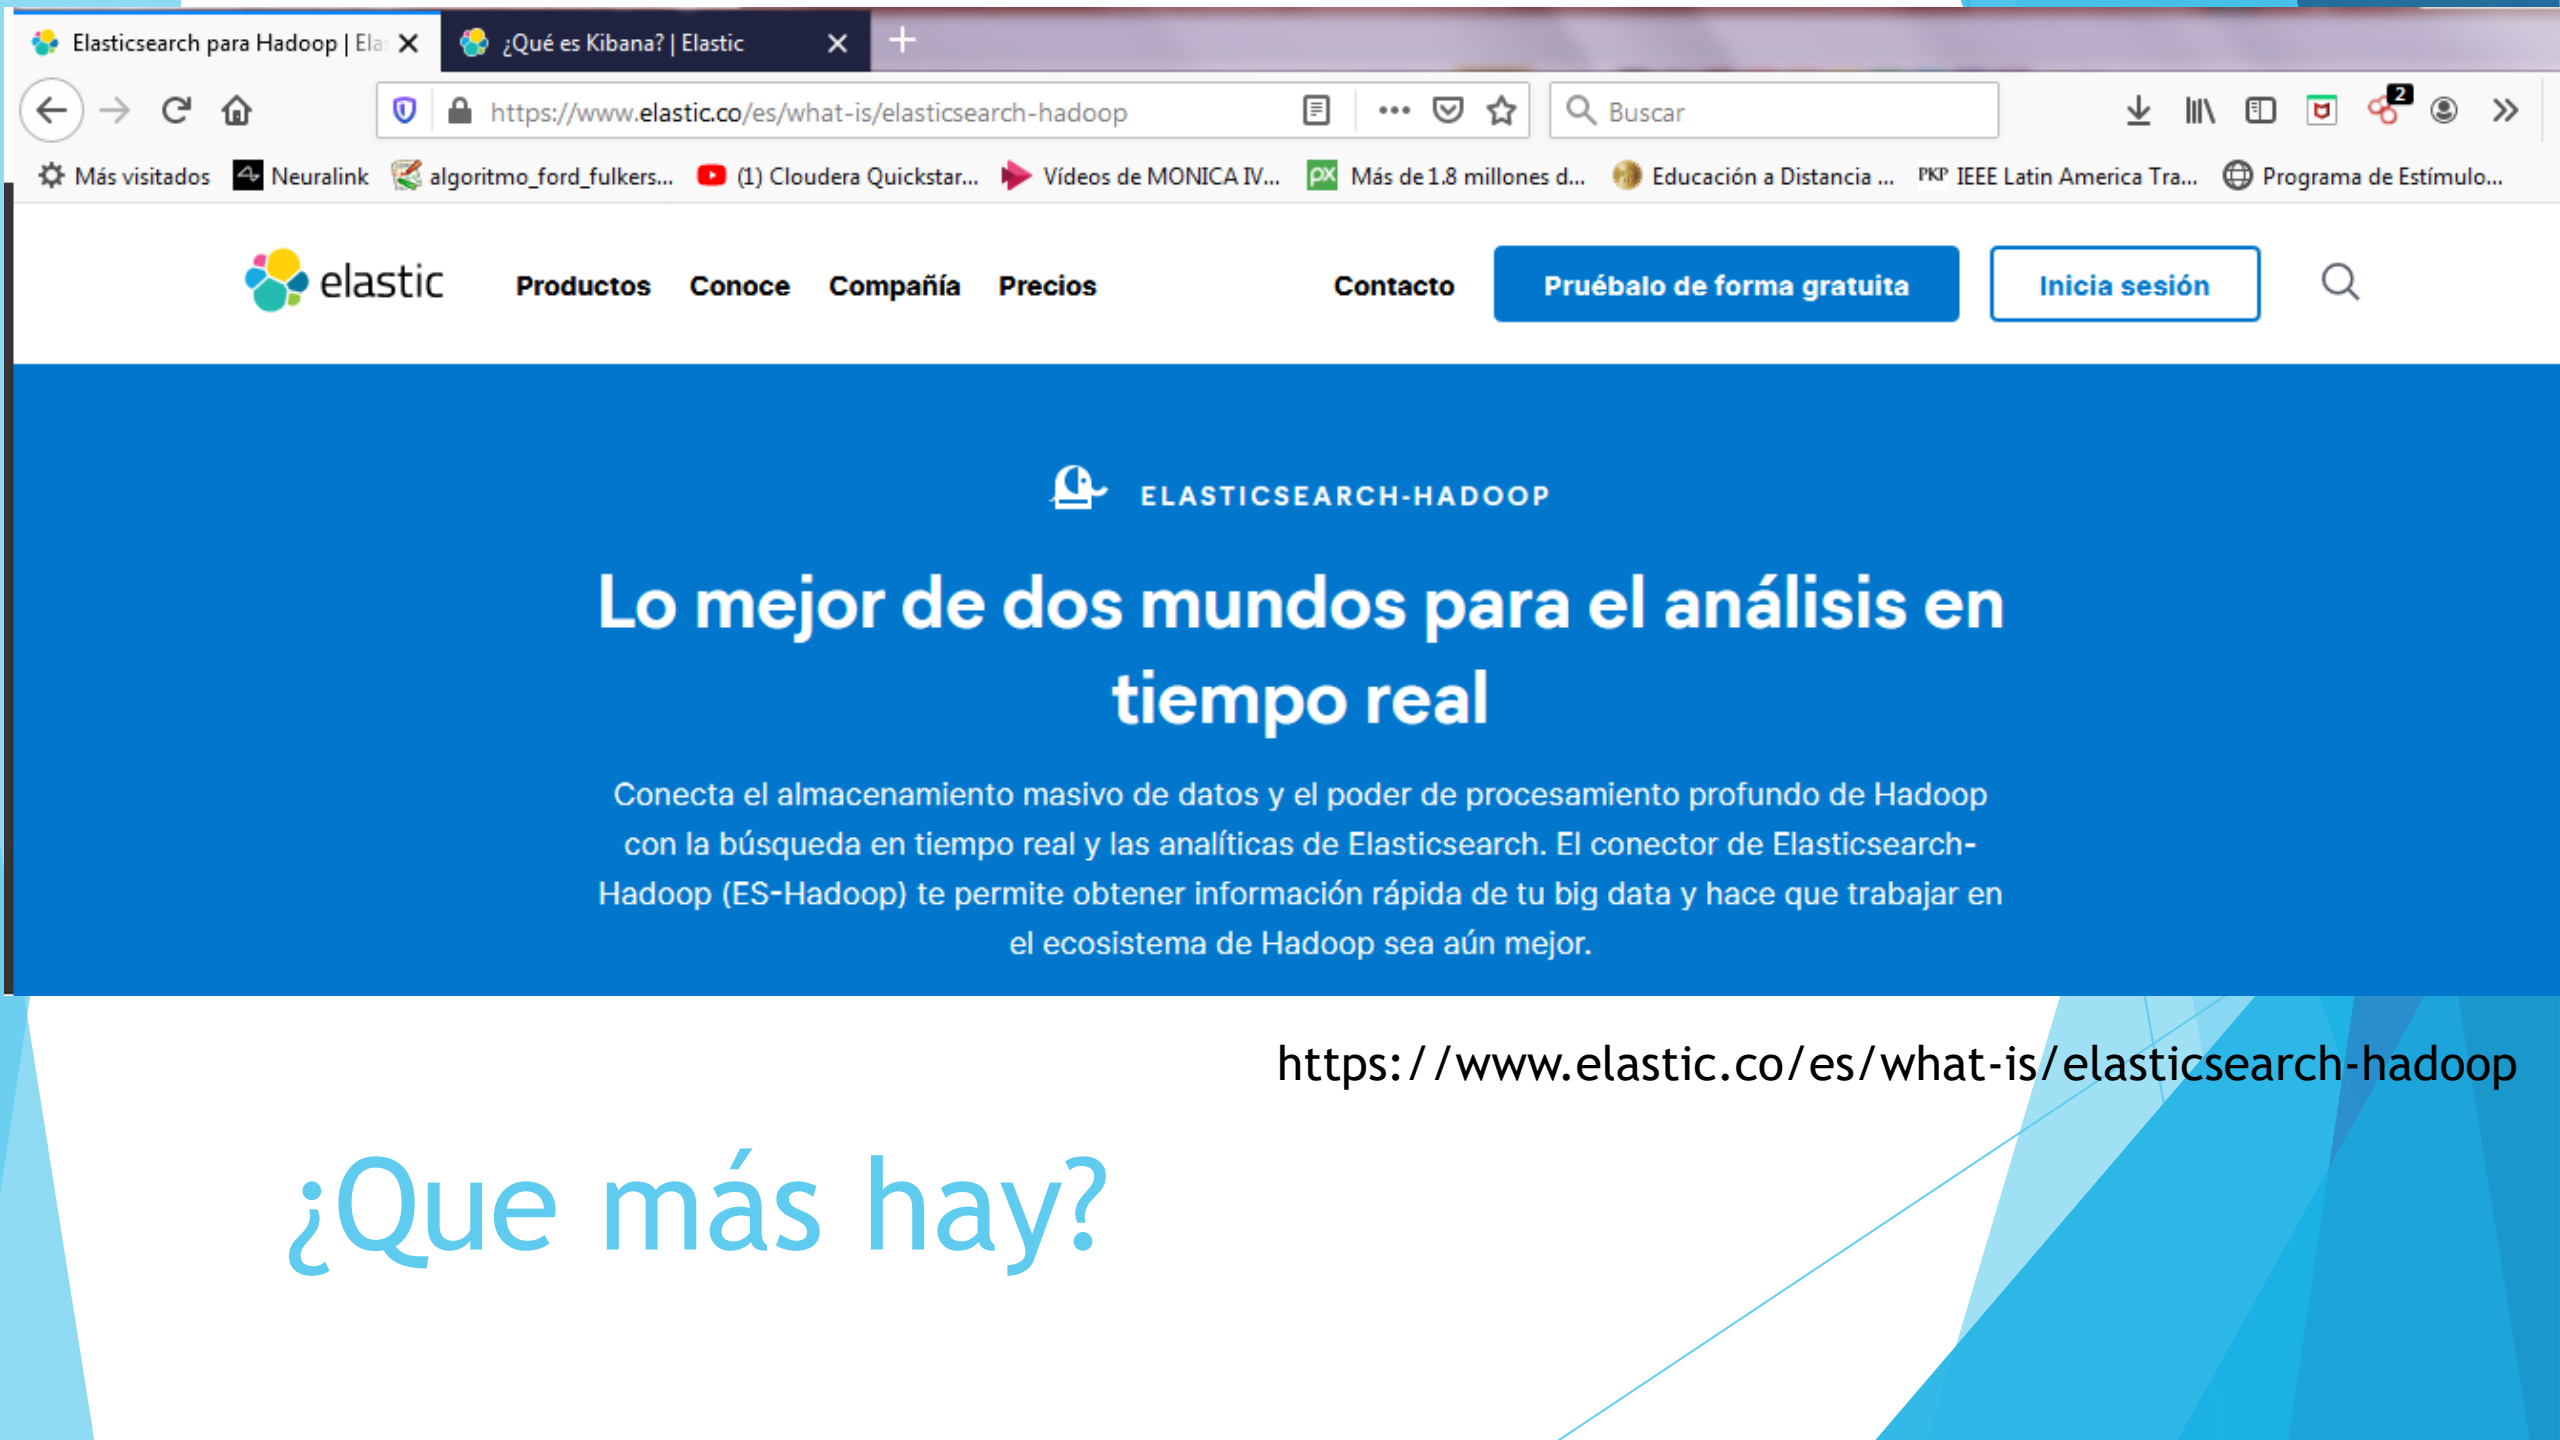 Elasticsearch para Hadoop | Ela
¿Qué es Kibana? | Elastic
https://www.elastic.co/es/what-is/elasticsearch-hadoop
Buscar
2
Más visitados
Neuralink
algoritmo_ford_fulkers...
(1) Cloudera Quickstar...
Vídeos de MONICA IV...
px
Más de 1.8 millones d...
Educación a Distancia ...
PKP
IEEE Latin America Tra...
Programa de Estímulo...
elastic
Productos
Conoce
Compañía
Precios
Contacto
Pruébalo de forma gratuita
Inicia sesión
ELASTICSEARCH-HADOOP
Lo mejor de dos mundos para el análisis en
tiempo real
Conecta el almacenamiento masivo de datos y el poder de procesamiento profundo de Hadoop
con la búsqueda en tiempo real y las analíticas de Elasticsearch. El conector de Elasticsearch-
Hadoop (ES-Hadoop) te permite obtener información rápida de tu big data y hace que trabajar en
el ecosistema de Hadoop sea aún mejor.
https://www.elastic.co/es/what-is/elasticsearch-hadoop
¿Que más hay?